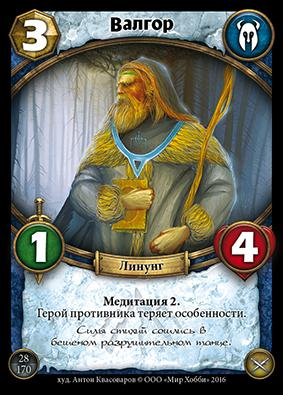 3
Валгор
1
4
Линунг
Медитация 2.
Герой противника теряет особенности.
Силы стихий сошлись в
бешеном разрушительном танце.
28
170
худ. Антон Квасоваров © ООО «Мир Хобби» 2016